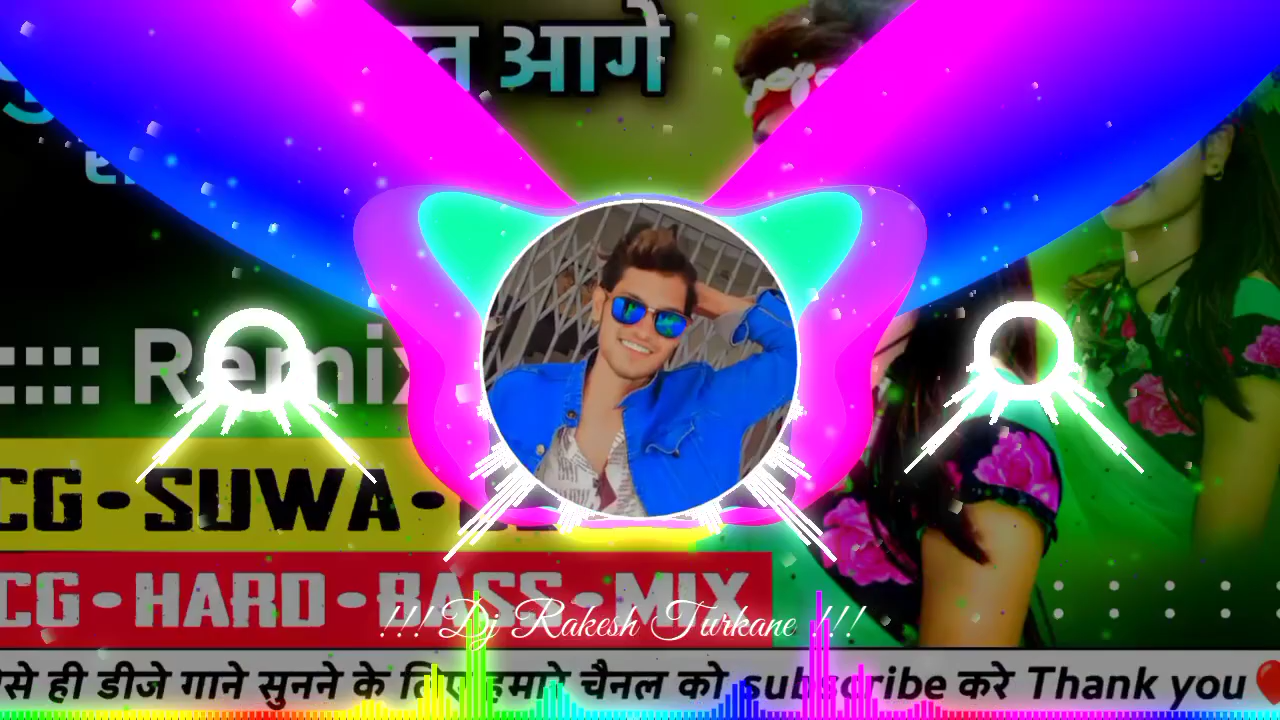 आगे
:::: Remix
CG•SUWA•
CG•HARD•BASS•MIX
!!! Dj Rakesh Turkane !!!
ही डीजे गाने सुनने के लिए हमारे चैनल को subscribe करे Thank you